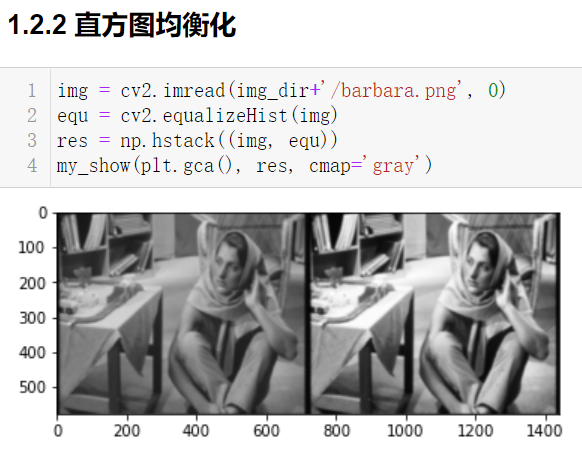 1.2.2 直方图均衡化
1 img = cv2.imread(img_dir+'/barbara.png', 0)
2 equ = cv2.equalizeHist(img)
3 res = np.hstack((img, equ))
4 my_show(plt.gca(), res, cmap='gray')
0
100
200
300
400
500
0 200 400 600 800 1000 1200 1400